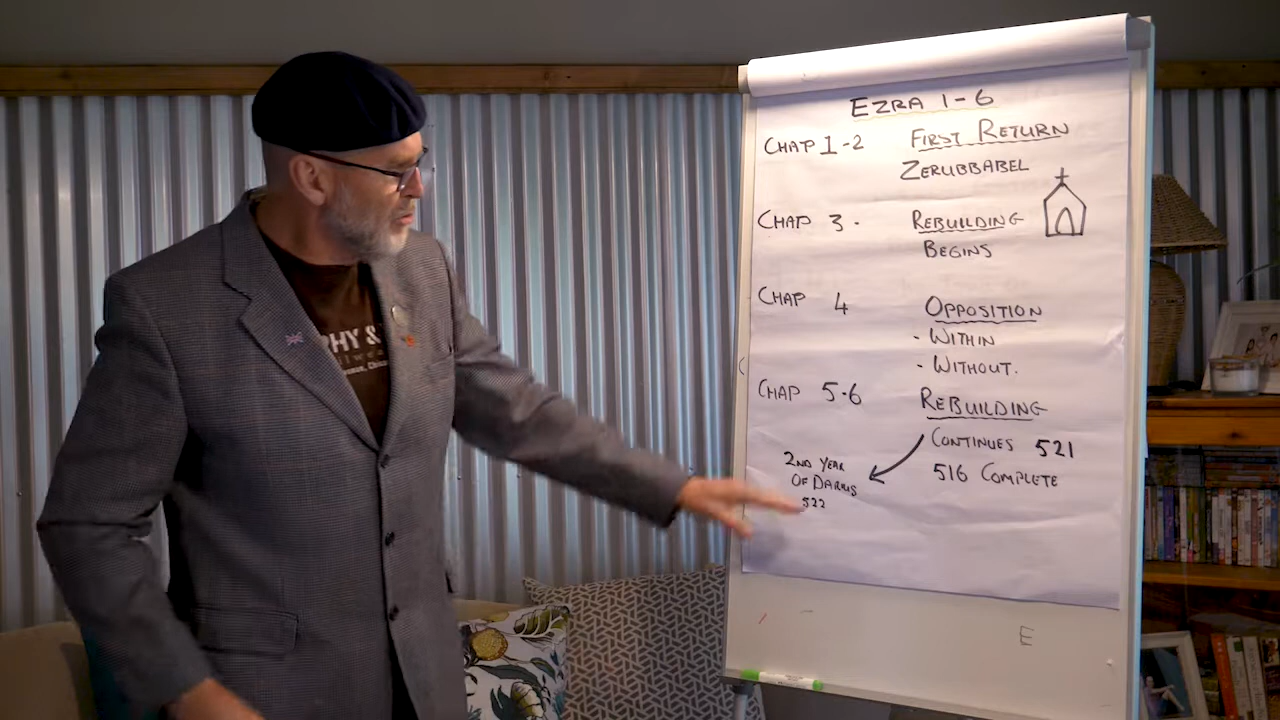 EZRA 1-6
CHAP 1-2 FIRST RETURN
ZERUBBABEL
CHAP 3. REBUILDING
BEGINS
CHAP 4 OPPOSITION
- WITHIN
- WITHOUT.
CHAP 5-6 REBUILDING
CONTINUES 521
516 COMPLETE
2ND YEAR
OF DARIUS
522
E
PHY &